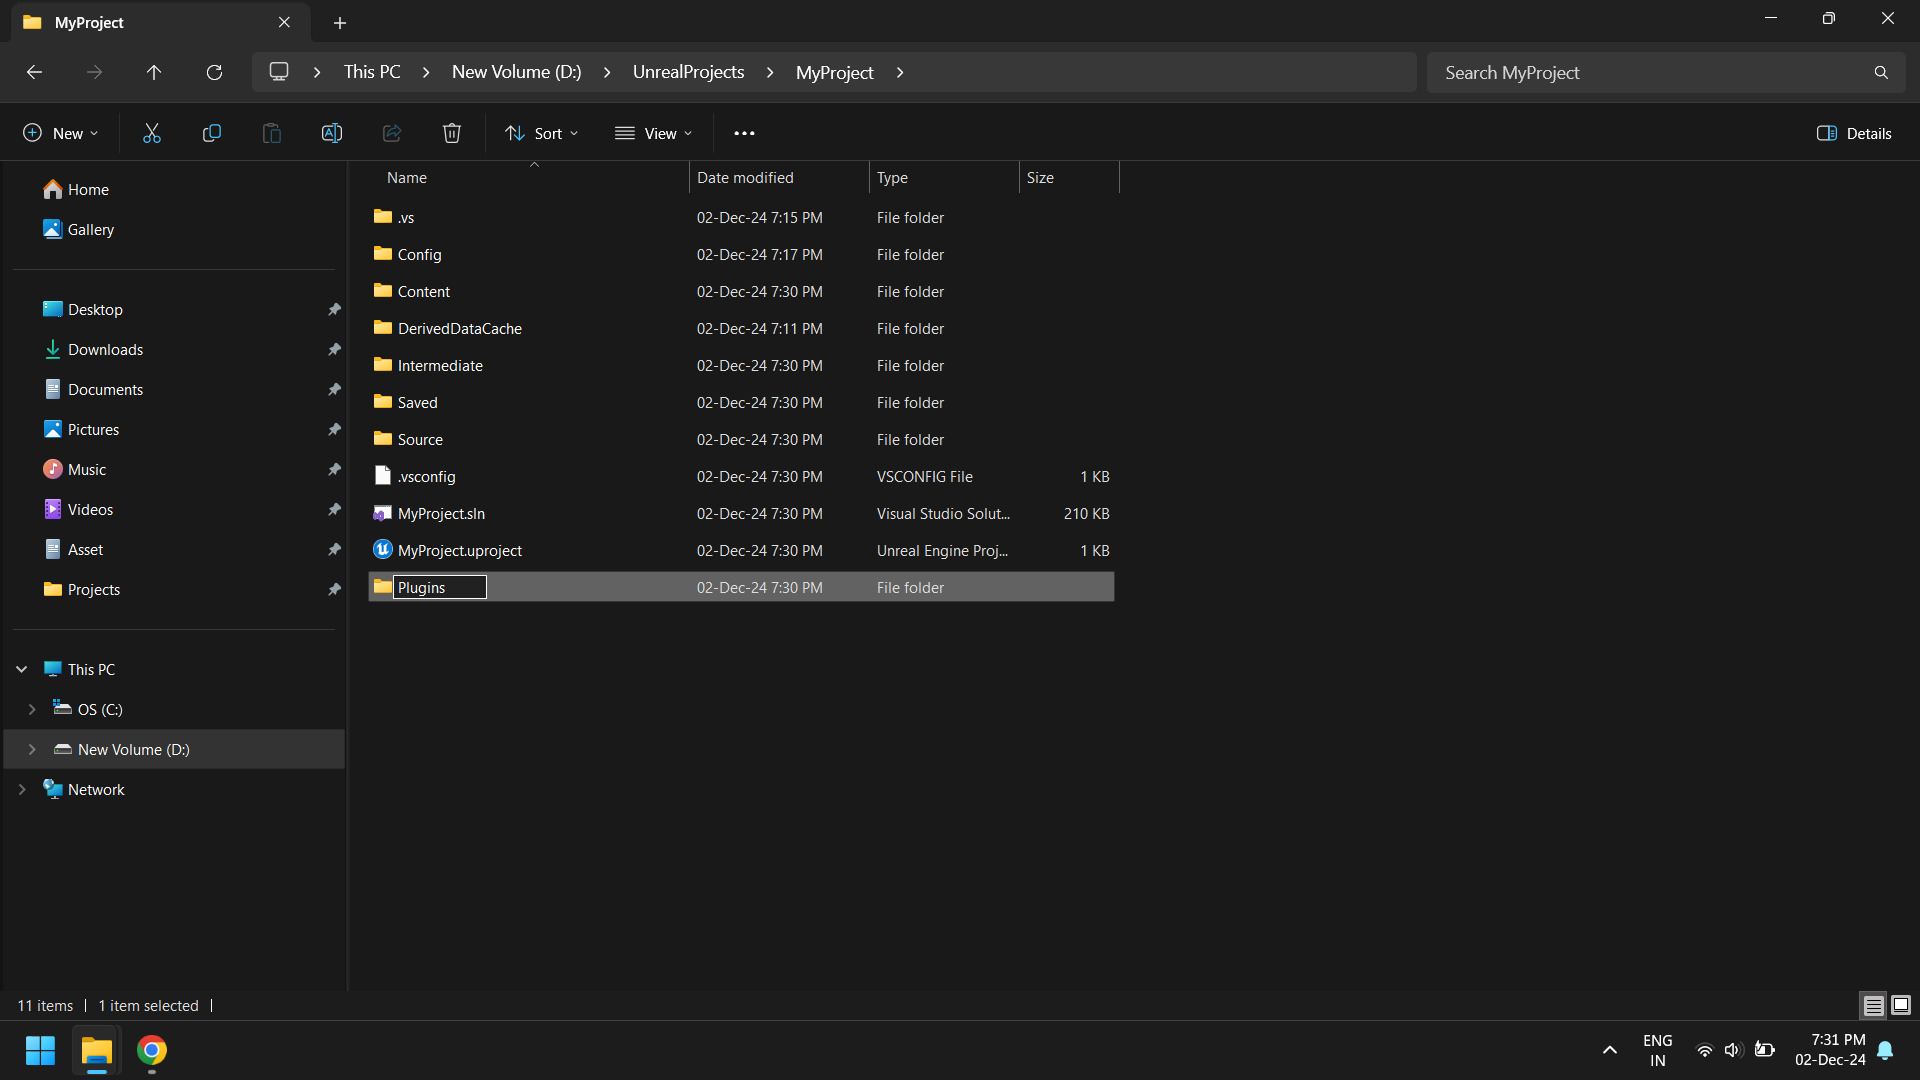 MyProject
This PC
New Volume (D:)
UnrealProjects
MyProject
Search MyProject
New
Sort
View
Details
Name
Date modified
Type
Size
Home
Gallery
Desktop
Downloads
Documents
Pictures
Music
Videos
Asset
Projects
This PC
OS (C:)
New Volume (D:)
Network
.vs 02-Dec-24 7:15 PM File folder
Config 02-Dec-24 7:17 PM File folder
Content 02-Dec-24 7:30 PM File folder
DerivedDataCache 02-Dec-24 7:11 PM File folder
Intermediate 02-Dec-24 7:30 PM File folder
Saved 02-Dec-24 7:30 PM File folder
Source 02-Dec-24 7:30 PM File folder
.vsconfig 02-Dec-24 7:30 PM VSCONFIG File 1 KB
MyProject.sln 02-Dec-24 7:30 PM Visual Studio Solut... 210 KB
MyProject.uproject 02-Dec-24 7:30 PM Unreal Engine Proj... 1 KB
Plugins 02-Dec-24 7:30 PM File folder
11 items
1 item selected
ENG
IN
7:31 PM
02-Dec-24